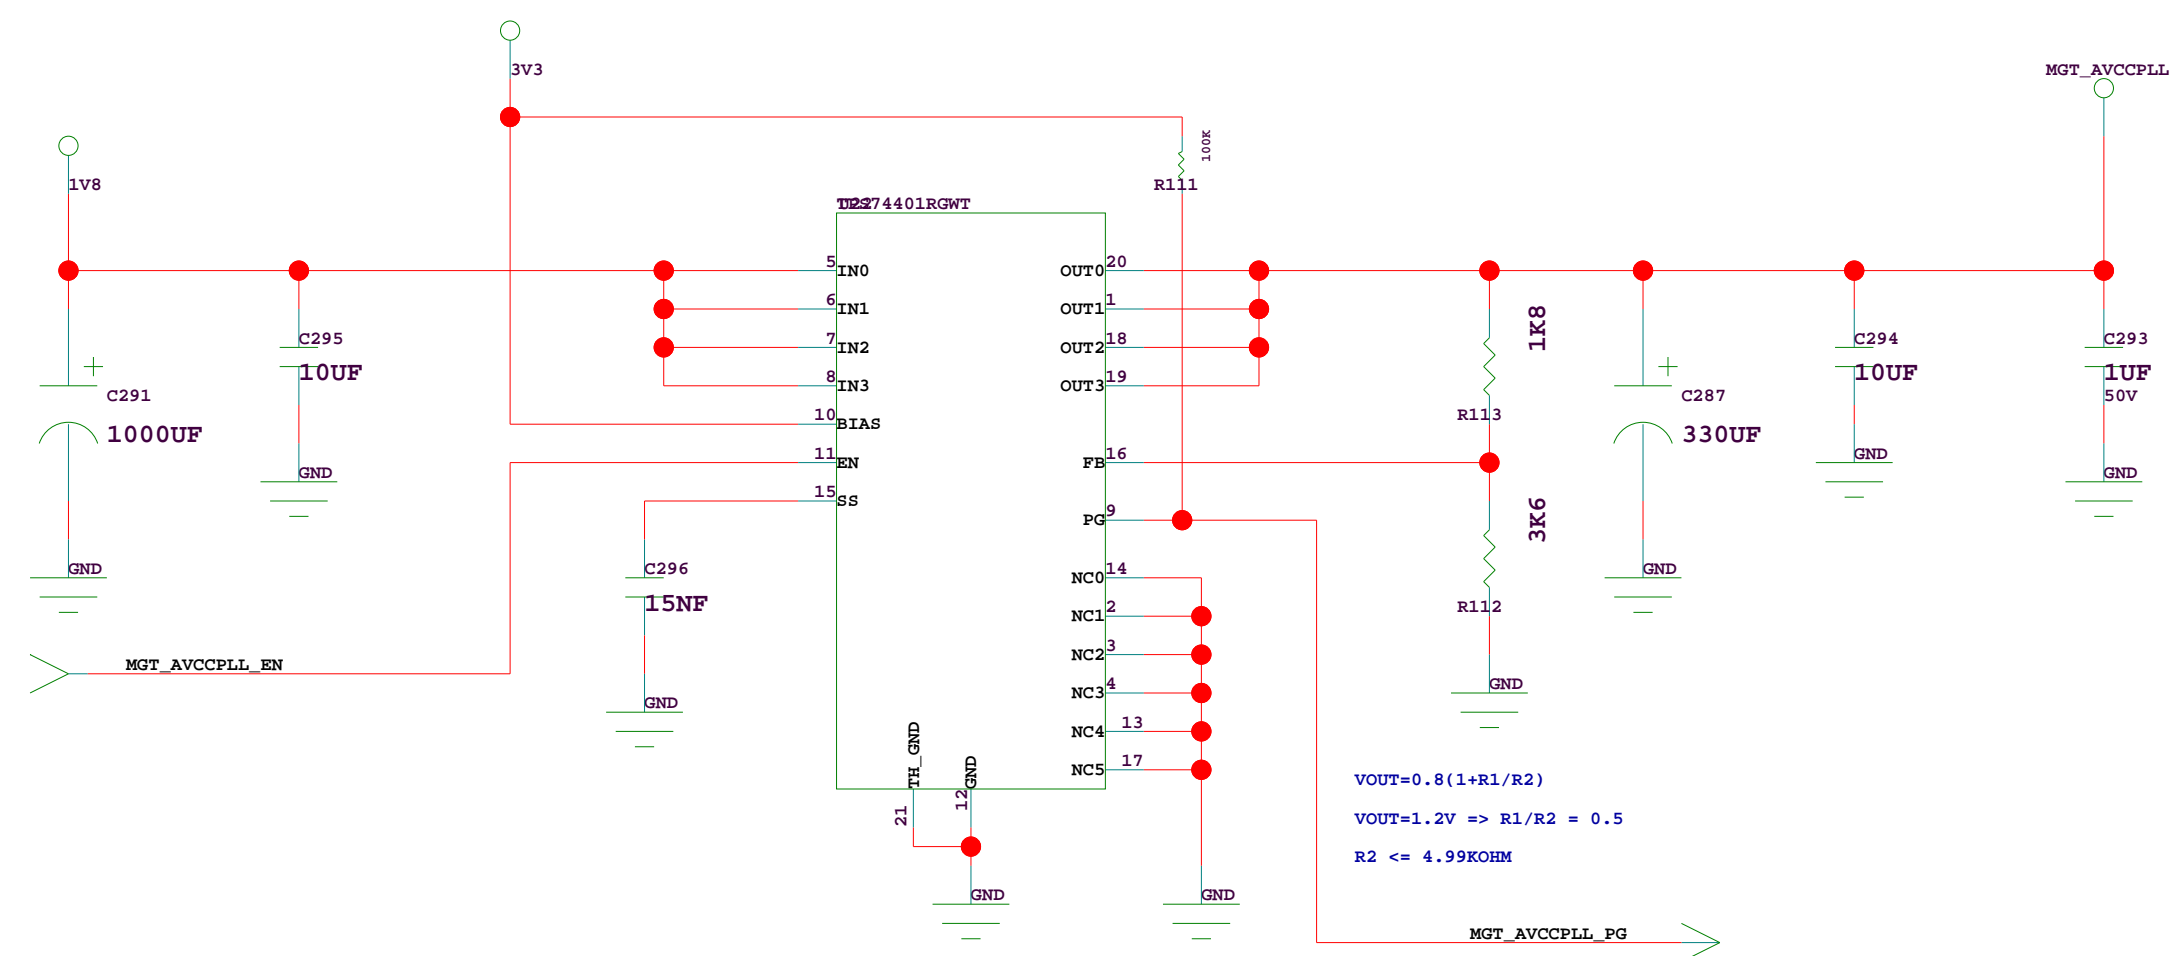 3V3
MGT_AVCCPLL
1V8
100K
R111
74401RGWT
5
IN0
6
IN1
7
IN2
8
IN3
10
BIAS
11
EN
15
SS
OUT0
20
OUT1
1
OUT2
18
OUT3
19
FB
16
PG
9
NC0
14
NC1
2
NC2
3
NC3
4
NC4
13
NC5
17
TH_GND
21
GND
12
C295
10UF
GND
C291
1000UF
GND
C296
15NF
GND
MGT_AVCCPLL_EN
1K8
R113
3K6
R112
GND
C287
330UF
GND
C294
10UF
GND
C293
1UF
50V
GND
GND
GND
VOUT=0.8(1+R1/R2)
VOUT=1.2V => R1/R2 = 0.5
R2 <= 4.99KOHM
MGT_AVCCPLL_PG